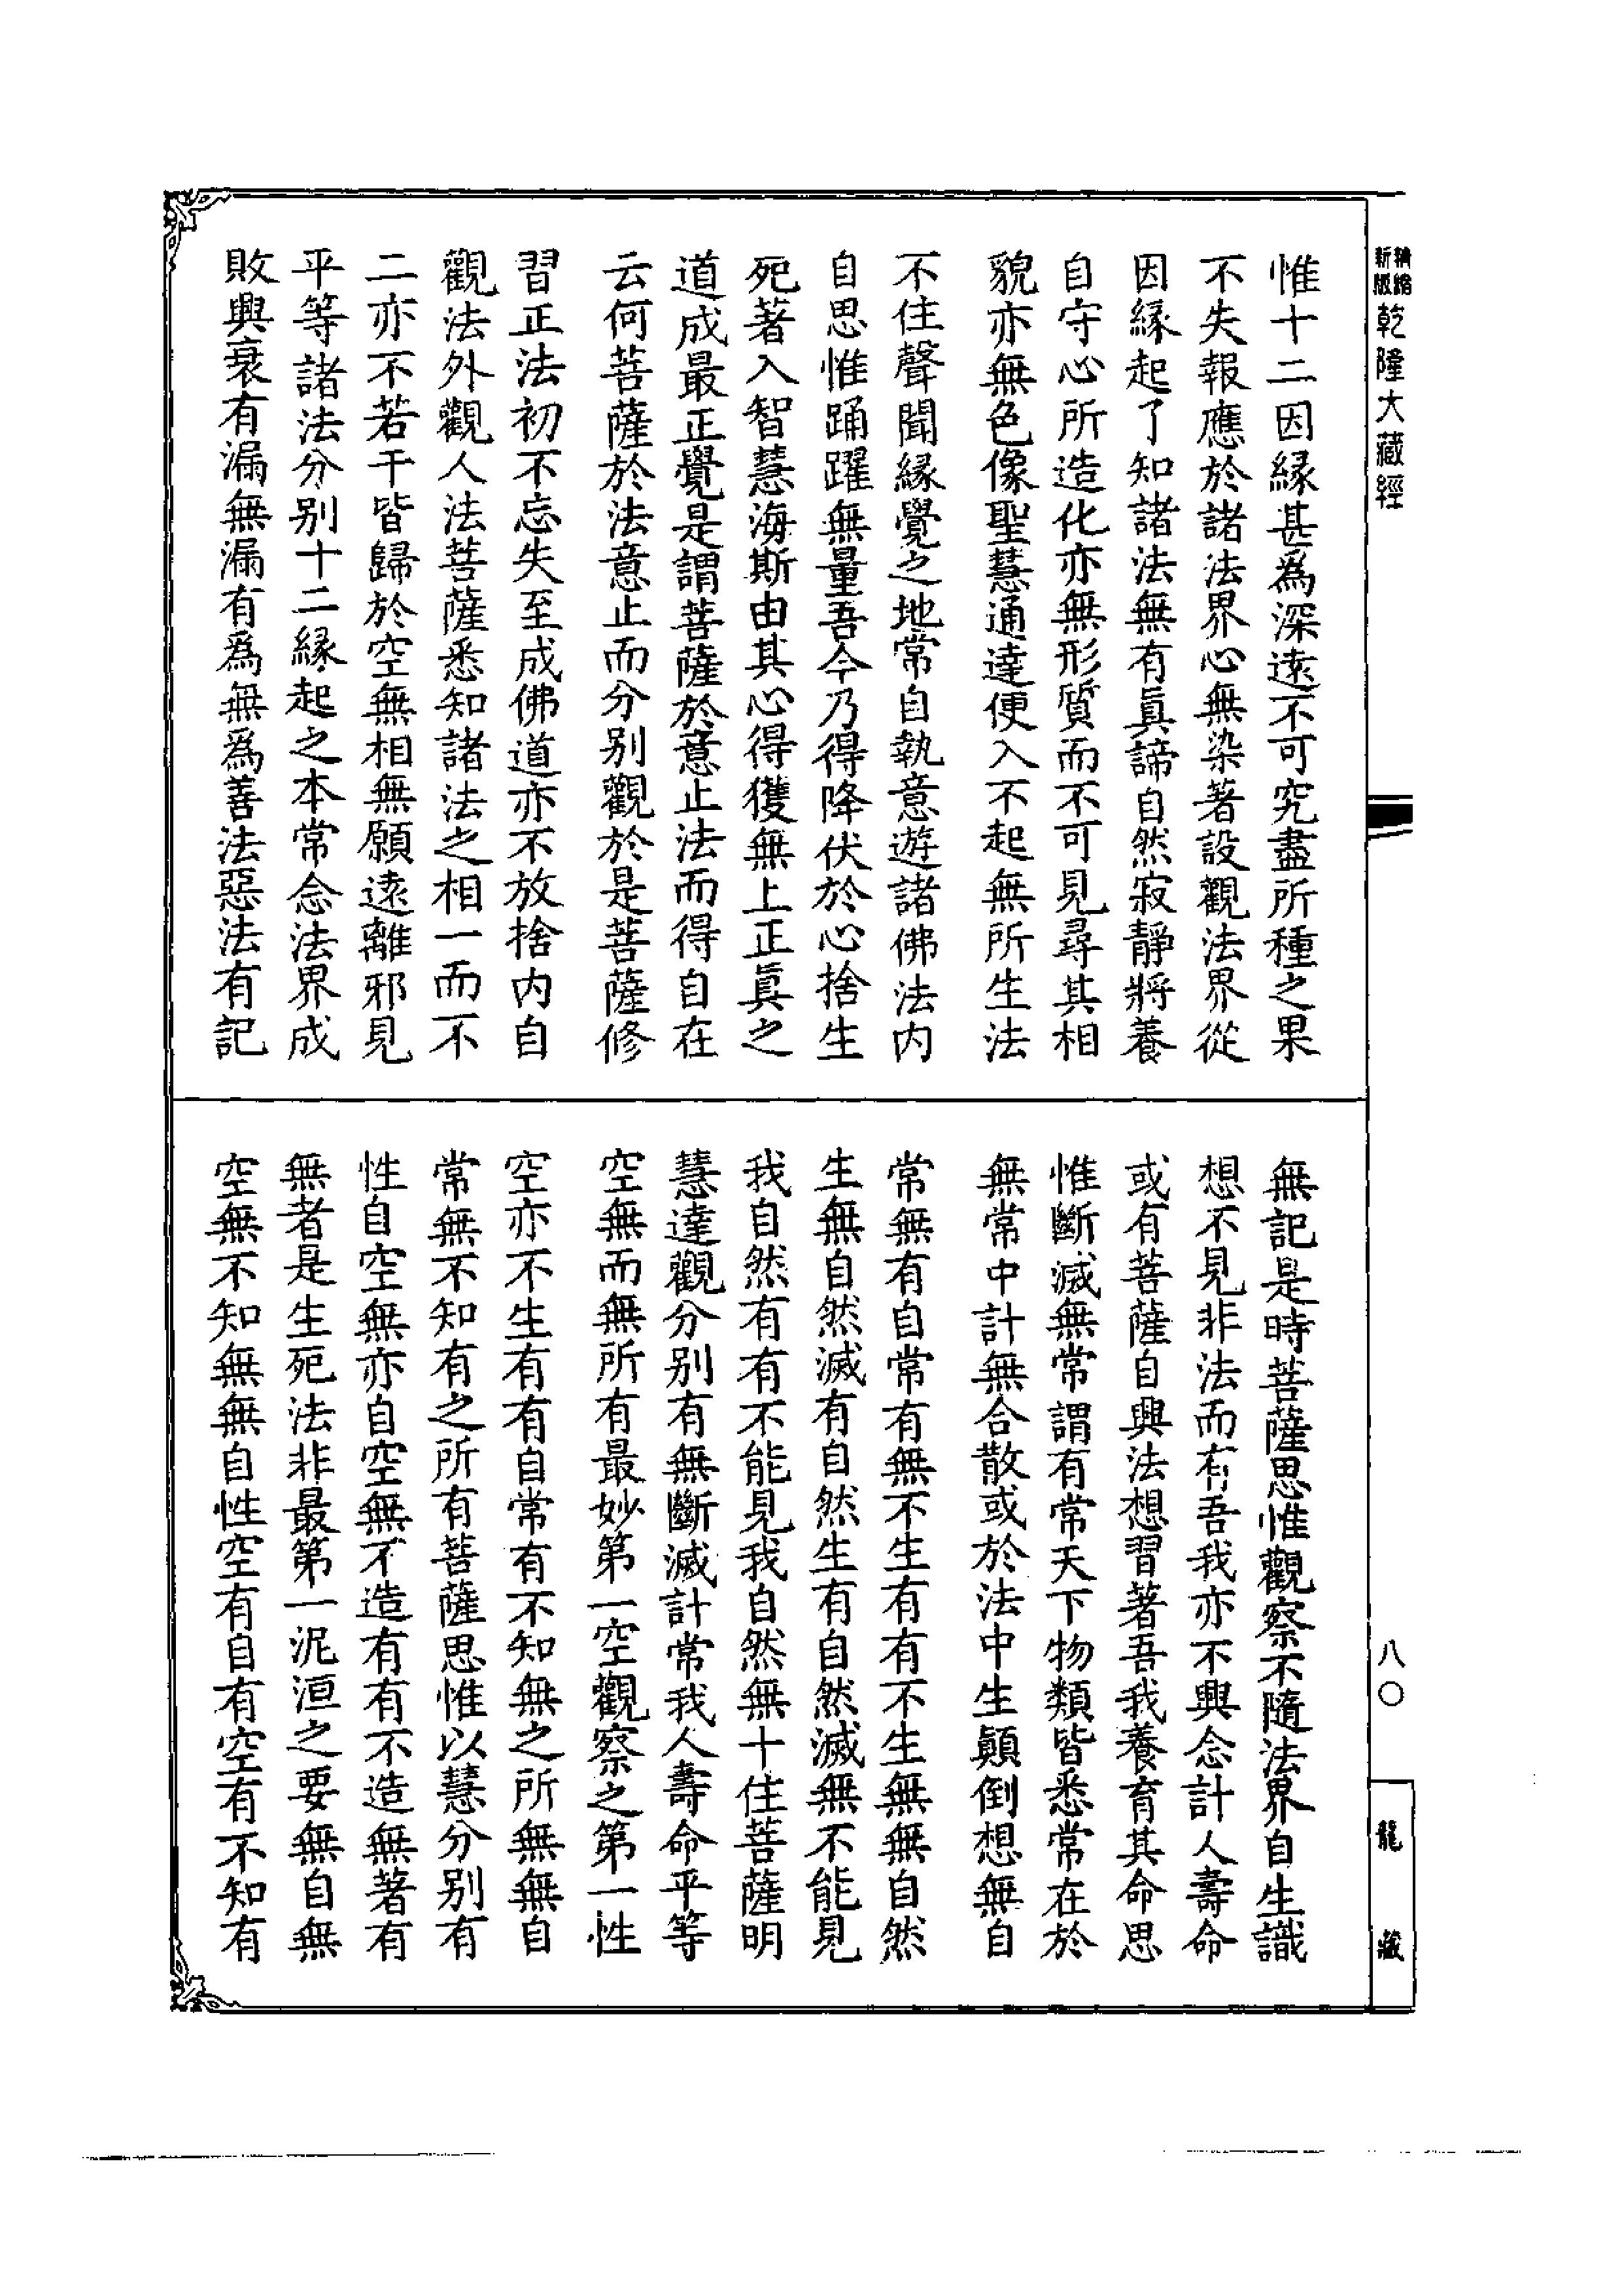 新版精縮乾隆大藏經
惟十二因緣甚爲深遠不可究盡所種之果
不失報應於諸法界心無染著設觀法界從
因緣起了知諸法無有眞諦自然寂靜將養
自守心所造化亦無形質而不可見尋其相
貌亦無色像聖慧通達便入不起無所生法
不住聲聞緣覺之地常自執意遊諸佛法内
自思惟踊躍無量吾今乃得降伏於心捨生
死著入智慧海斯由其心得獲無上正眞之
道成最正覺是謂菩薩於意止法而得自在
云何菩薩於法意止而分别觀於是菩薩修
習正法初不忘失至成佛道亦不放捨内自
觀法外觀人法菩薩悉知諸法之相一而不
二亦不若干皆歸於空無相無願遠離邪見
平等諸法分别十二緣起之本常念法界成
敗興衰有漏無漏有爲無爲善法惡法有記
無記是時菩薩思惟觀察不隨法界自生識
想不見非法而有吾我亦不興念計人壽命
或有菩薩自興法想習著吾我養育其命思
惟斷滅無常謂有常天下物類皆悉常在於
無常中計無合散或於法中生顛倒想無自
常無有自常有無不生有有不生無無自然
生無自然滅有自然生有自然滅無不能見
我自然有有不能見我自然無十住菩薩明
慧達觀分别有無斷滅計常我人壽命平等
空無而無所有最妙第一空觀察之第一性
空亦不生有有自常有不知無之所無無自
常無不知有之所有菩薩思惟以慧分别有
性自空無亦自空無不造有有不造無著有
無者是生死法非最第一泥洹之要無自無
空無不知無無自性空有自有空有不知有
八〇
龍藏